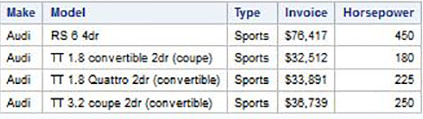 Make Model Type Invoice Horsepower
Audi RS 6 4dr Sports $76,417 450
Audi TT 1.8 convertible 2dr (coupe) Sports $32,512 180
Audi TT 1.8 Quattro 2dr (convertible) Sports $33,891 225
Audi TT 3.2 coupe 2dr (convertible) Sports $36,739 250